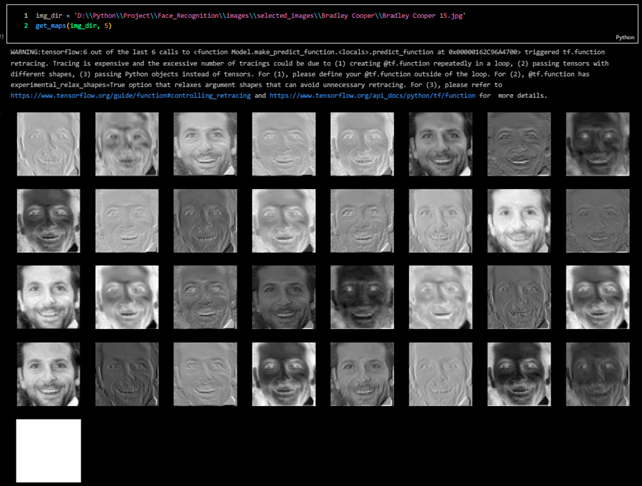 1 img_dir = 'D:\\Python\\Project\\Face_Recognition\\images\\selected_images\\Bradley Cooper\\Bradley Cooper 15.jpg'
2 get_maps(img_dir, 5)
Python
WARNING:tensorflow:6 out of the last 6 calls to <function Model.make_predict_function.<locals>.predict_function at 0x00000162C96A4700> triggered tf.function
retracing. Tracing is expensive and the excessive number of tracings could be due to (1) creating @tf.function repeatedly in a loop, (2) passing tensors with
different shapes, (3) passing Python objects instead of tensors. For (1), please define your @tf.function outside of the loop. For (2), @tf.function has
experimental_relax_shapes=True option that relaxes argument shapes that can avoid unnecessary retracing. For (3), please refer to
https://www.tensorflow.org/guide/function#controlling_retracing and https://www.tensorflow.org/api_docs/python/tf/function for  more details.